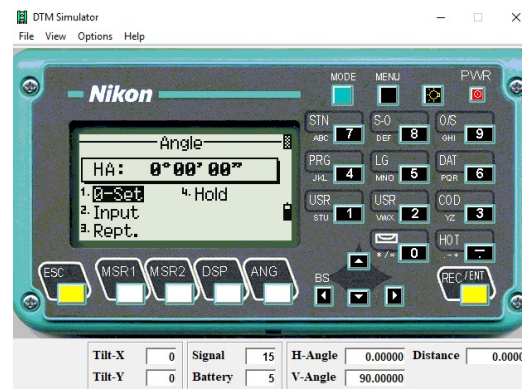 DTM Simulator
File View Options Help
Nikon
MODE MENU PWR
Angle
HA: 0°00'00"
1. 0-Set 4. Hold
2. Input
3. Rept.
STN ABC 7 S-O DEF 8 O/S GHI 9
PRG JKL 4 LG MNO 5 DAT PQR 6
USR STU 1 USR VWX 2 COD YZ 3
*/= 0 HOT .-+
ESC MSR1 MSR2 DSP ANG BS REC/ENT
Tilt-X 0 Signal 15 H-Angle 0.00000 Distance 0.0000
Tilt-Y 0 Battery 5 V-Angle 90.00000